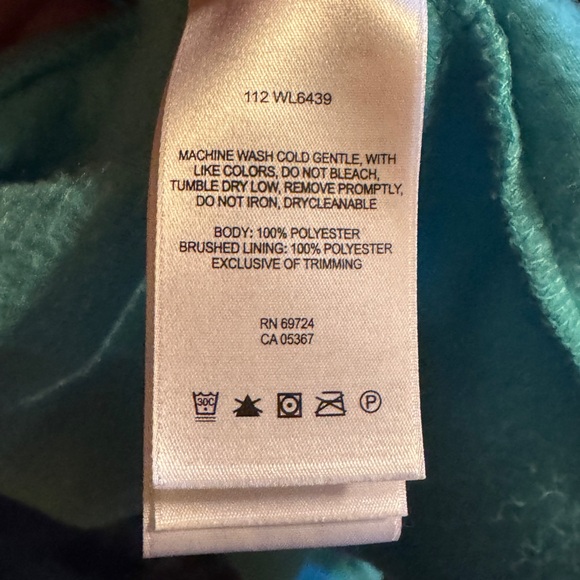 112 WL6439
MACHINE WASH COLD GENTLE, WITH
LIKE COLORS, DO NOT BLEACH,
TUMBLE DRY LOW, REMOVE PROMPTLY,
DO NOT IRON, DRYCLEANABLE
BODY: 100% POLYESTER
BRUSHED LINING: 100% POLYESTER
EXCLUSIVE OF TRIMMING
RN 69724
CA 05367
30C P